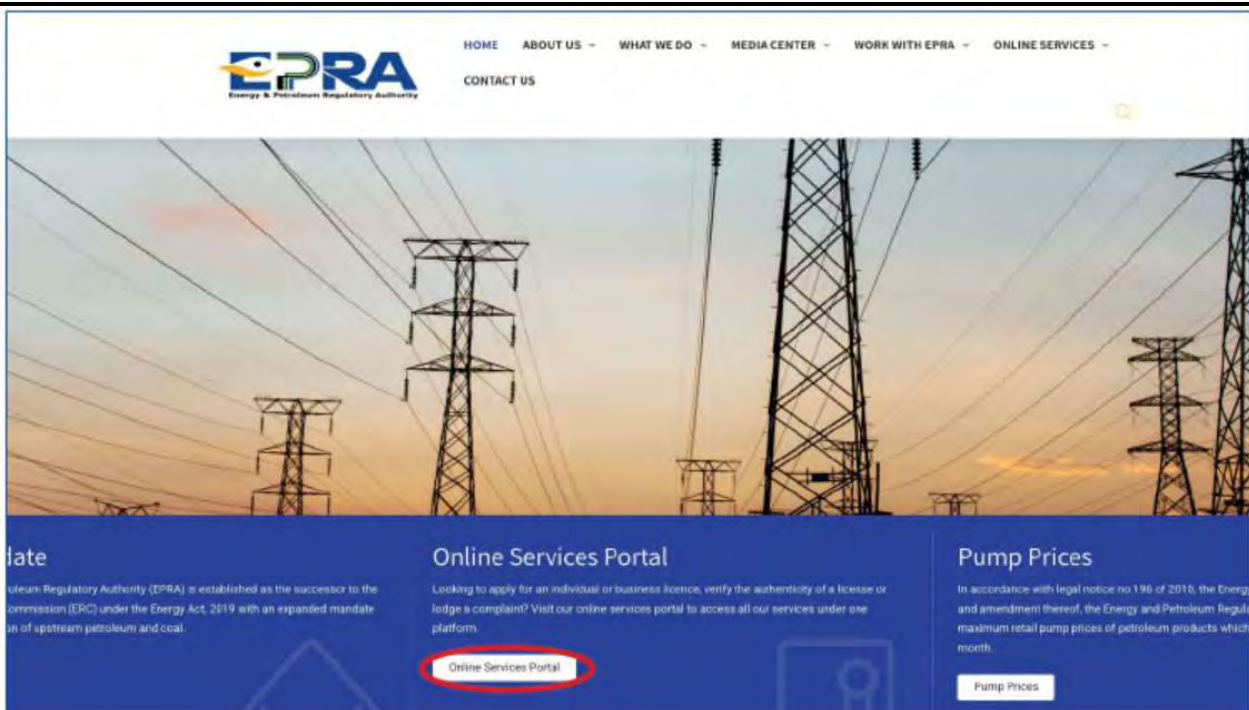 HOME ABOUT US WHAT WE DO MEDIA CENTER WORK WITH EPRA ONLINE SERVICES
CONTACT US
EPRA
Energy & Petroleum Regulatory Authority
date
oleum Regulatory Authority (EPRA) is established as the successor to the
Commission (ERC) under the Energy Act, 2019 with an expanded mandate
on of upstream petroleum and coal.
Online Services Portal
Looking to apply for an individual or business licence, verify the authenticity of a license or
lodge a complaint? Visit our online services portal to access all our services under one
platform.
Online Services Portal
Pump Prices
In accordance with legal notice no.196 of 2010, the Energ
and amendment thereof, the Energy and Petroleum Regula
maximum retail pump prices of petroleum products which
month.
Pump Prices